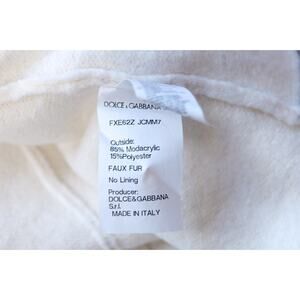 DOLCE&GABBANA
FXE62Z JCMM7
Outside:
85% Modacrylic
15%Polyester
FAUX FUR
No Lining
Producer:
DOLCE&GABBANA
S.r.l.
MADE IN ITALY